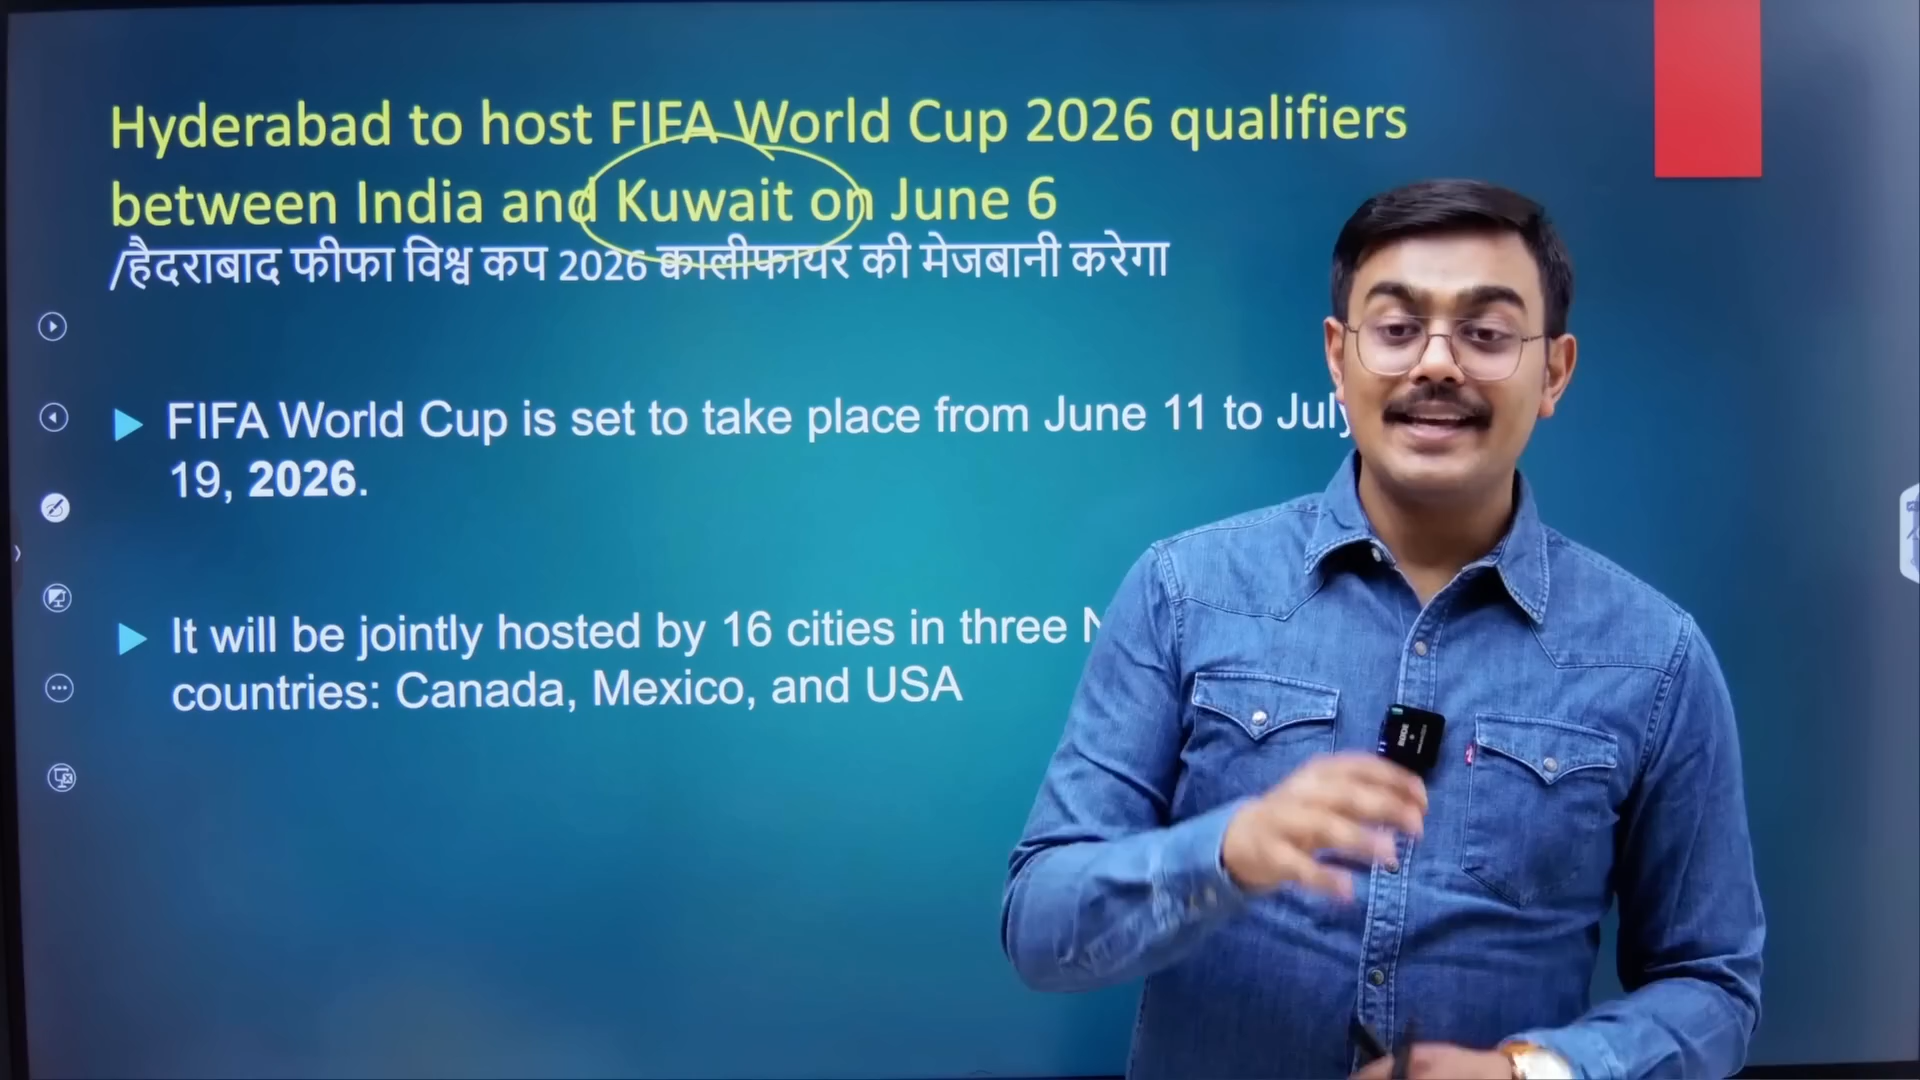 Hyderabad to host FIFA World Cup 2026 qualifiers
between India and Kuwait on June 6
/हैदराबाद फीफा विश्व कप 2026 क्वालीफायर की मेजबानी करेगा
FIFA World Cup is set to take place from June 11 to July
19, 2026.
It will be jointly hosted by 16 cities in three
countries: Canada, Mexico, and USA
RODE